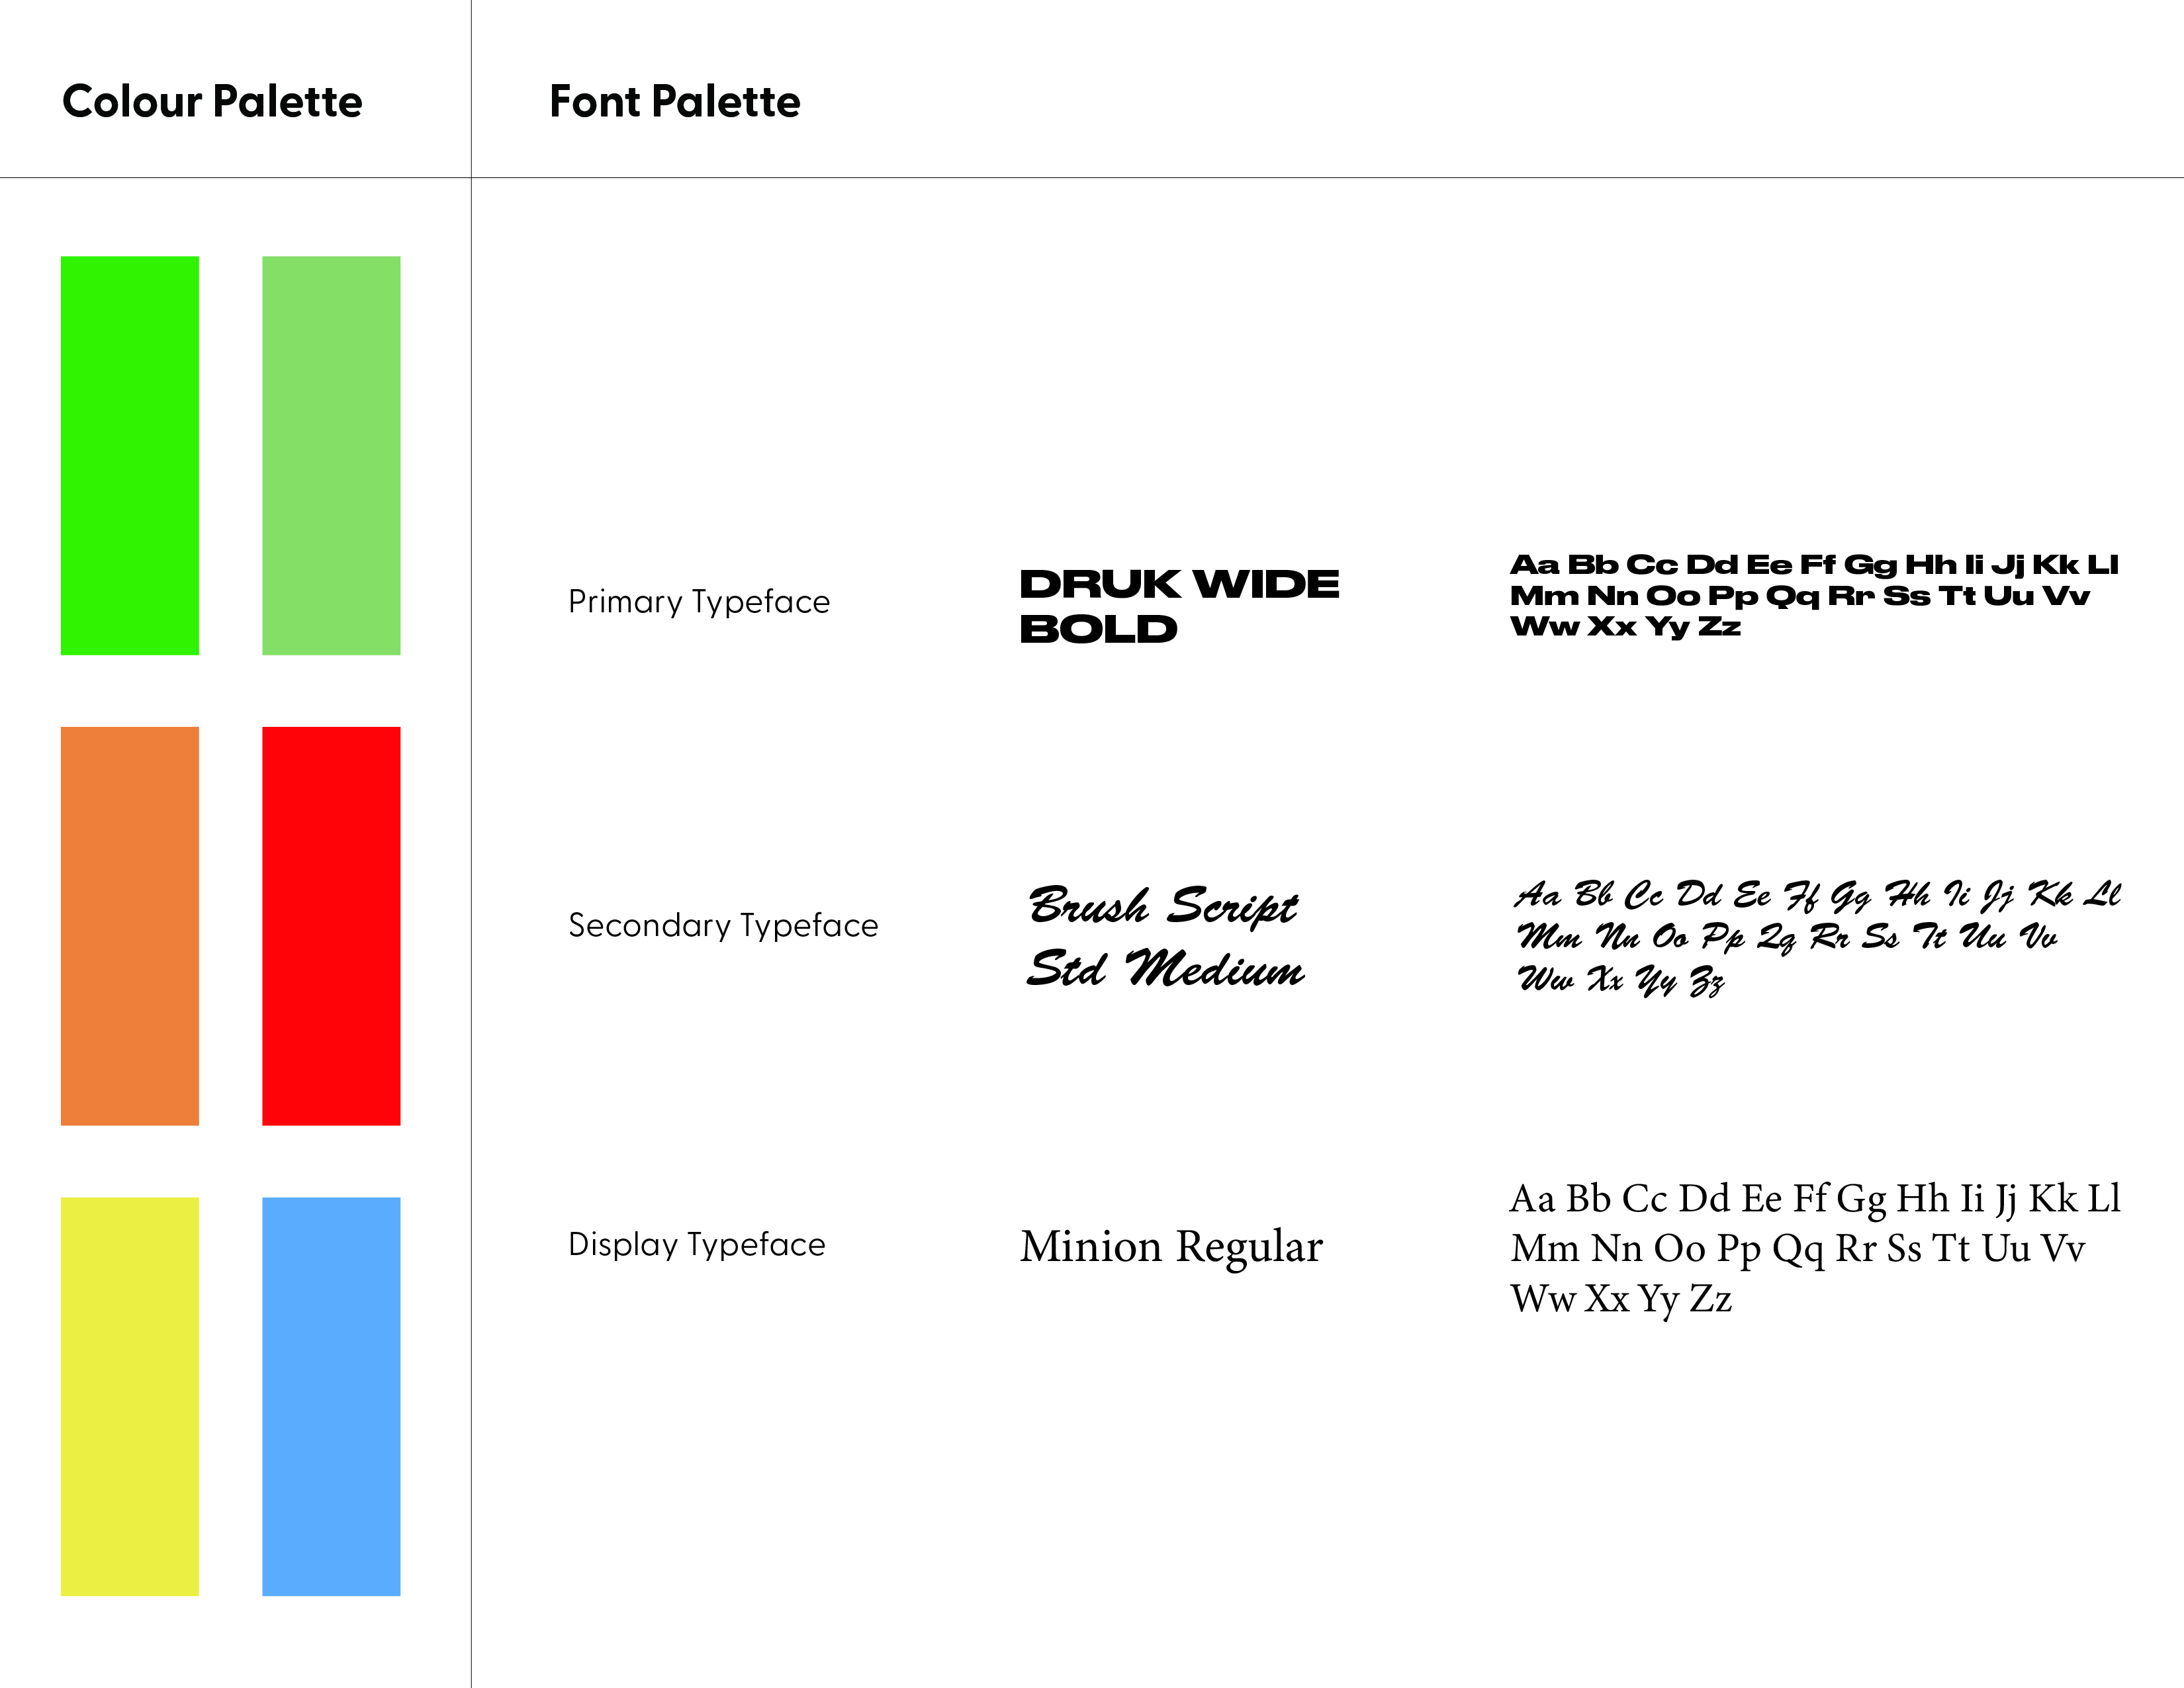 Colour Palette
Font Palette
Primary Typeface
DRUK WIDE
BOLD
Aa Bb Cc Dd Ee Ff Gg Hh Ii Jj Kk Ll
Mm Nn Oo Pp Qq Rr Ss Tt Uu Vv
Ww Xx Yy Zz
Secondary Typeface
Brush Script
Std Medium
Aa Bb Cc Dd Ee Ff Gg Hh Ii Jj Kk Ll
Mm Nn Oo Pp Qq Rr Ss Tt Uu Vv
Ww Xx Yy Zz
Display Typeface
Minion Regular
Aa Bb Cc Dd Ee Ff Gg Hh Ii Jj Kk Ll
Mm Nn Oo Pp Qq Rr Ss Tt Uu Vv
Ww Xx Yy Zz